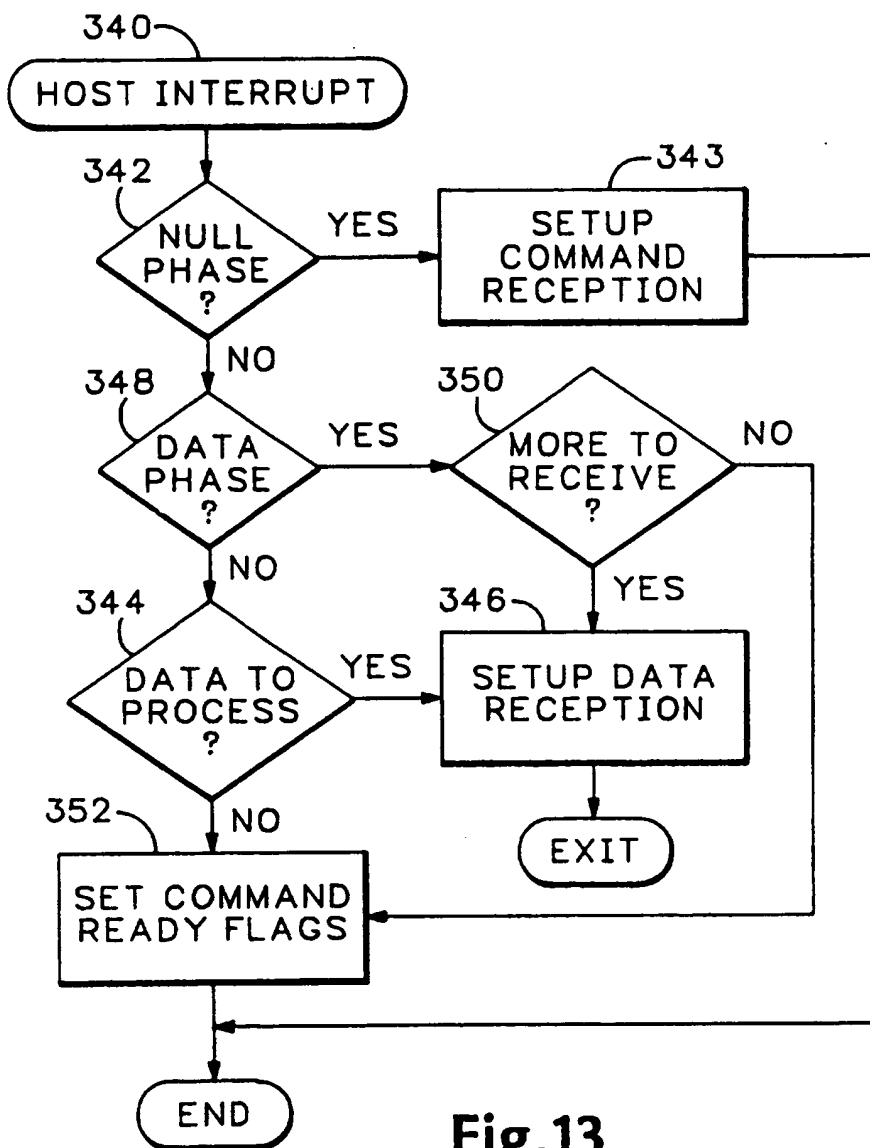 340
HOST INTERRUPT
342
NULL
PHASE
?
YES
343
SETUP
COMMAND
RECEPTION
NO
348
DATA
PHASE
?
YES
350
MORE TO
RECEIVE
?
NO
NO
YES
344
DATA TO
PROCESS
?
YES
346
SETUP DATA
RECEPTION
NO
EXIT
352
SET COMMAND
READY FLAGS
END
Fig.13